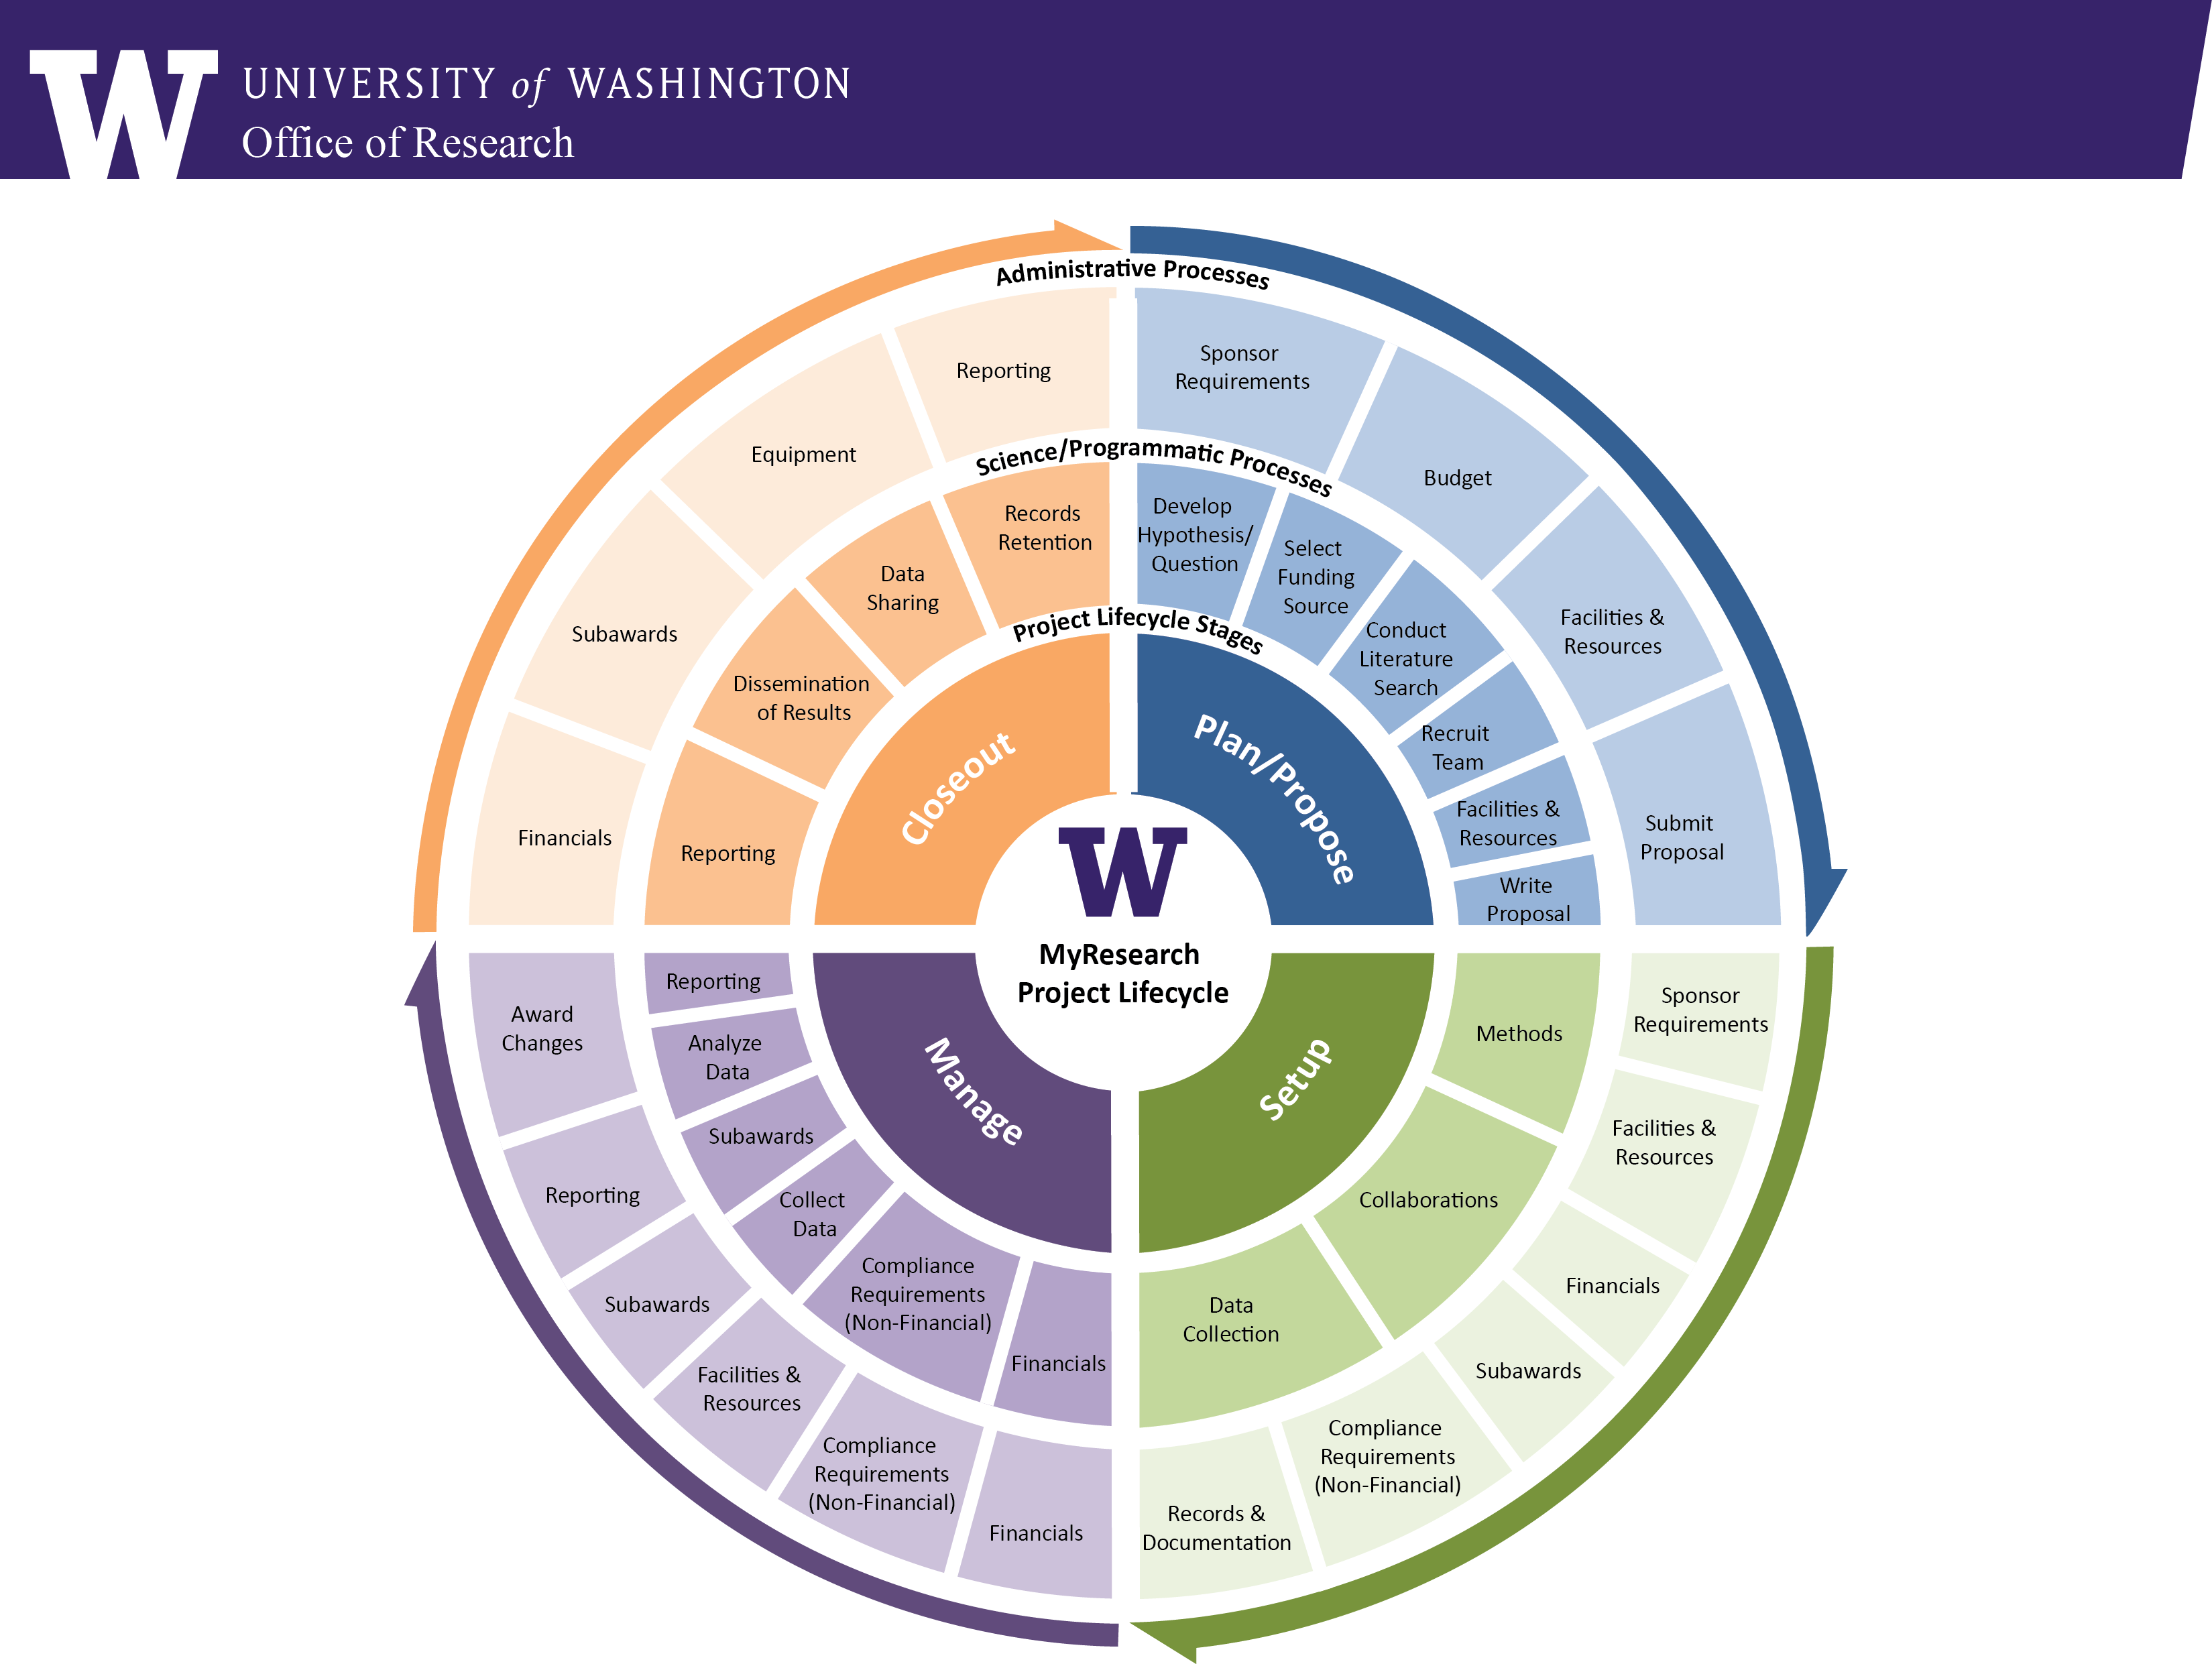 W
UNIVERSITY of WASHINGTON
Office of Research
Administrative Processes
Science/Programmatic Processes
Project Lifecycle Stages
Plan/Propose
Develop
Hypothesis/
Question
Select
Funding
Source
Conduct
Literature
Search
Recruit
Team
Facilities &
Resources
Write
Proposal
Sponsor
Requirements
Budget
Facilities &
Resources
Submit
Proposal
Setup
Methods
Collaborations
Data
Collection
Sponsor
Requirements
Facilities &
Resources
Financials
Subawards
Compliance
Requirements
(Non-Financial)
Records &
Documentation
Manage
Financials
Compliance
Requirements
(Non-Financial)
Collect
Data
Subawards
Analyze
Data
Reporting
Financials
Compliance
Requirements
(Non-Financial)
Facilities &
Resources
Subawards
Reporting
Award
Changes
Closeout
Reporting
Dissemination
of Results
Data
Sharing
Records
Retention
Financials
Subawards
Equipment
Reporting
W
MyResearch
Project Lifecycle